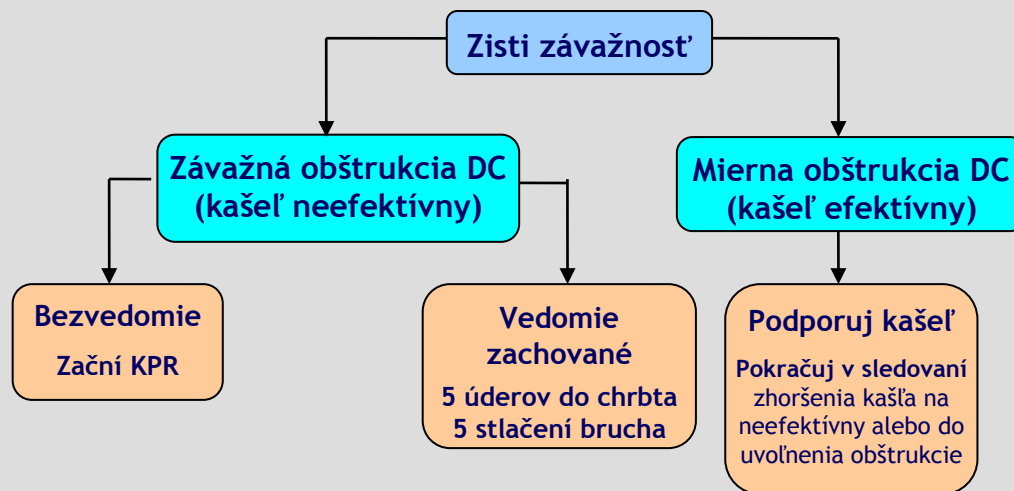 Zisti závažnosť
Závažná obštrukcia DC
(kašeľ neefektívny)
Mierna obštrukcia DC
(kašeľ efektívny)
Bezvedomie
Zační KPR
Vedomie
zachované
5 úderov do chrbta
5 stlačení brucha
Podporuj kašeľ
Pokračuj v sledovaní
zhoršenia kašľa na
neefektívny alebo do
uvoľnenia obštrukcie